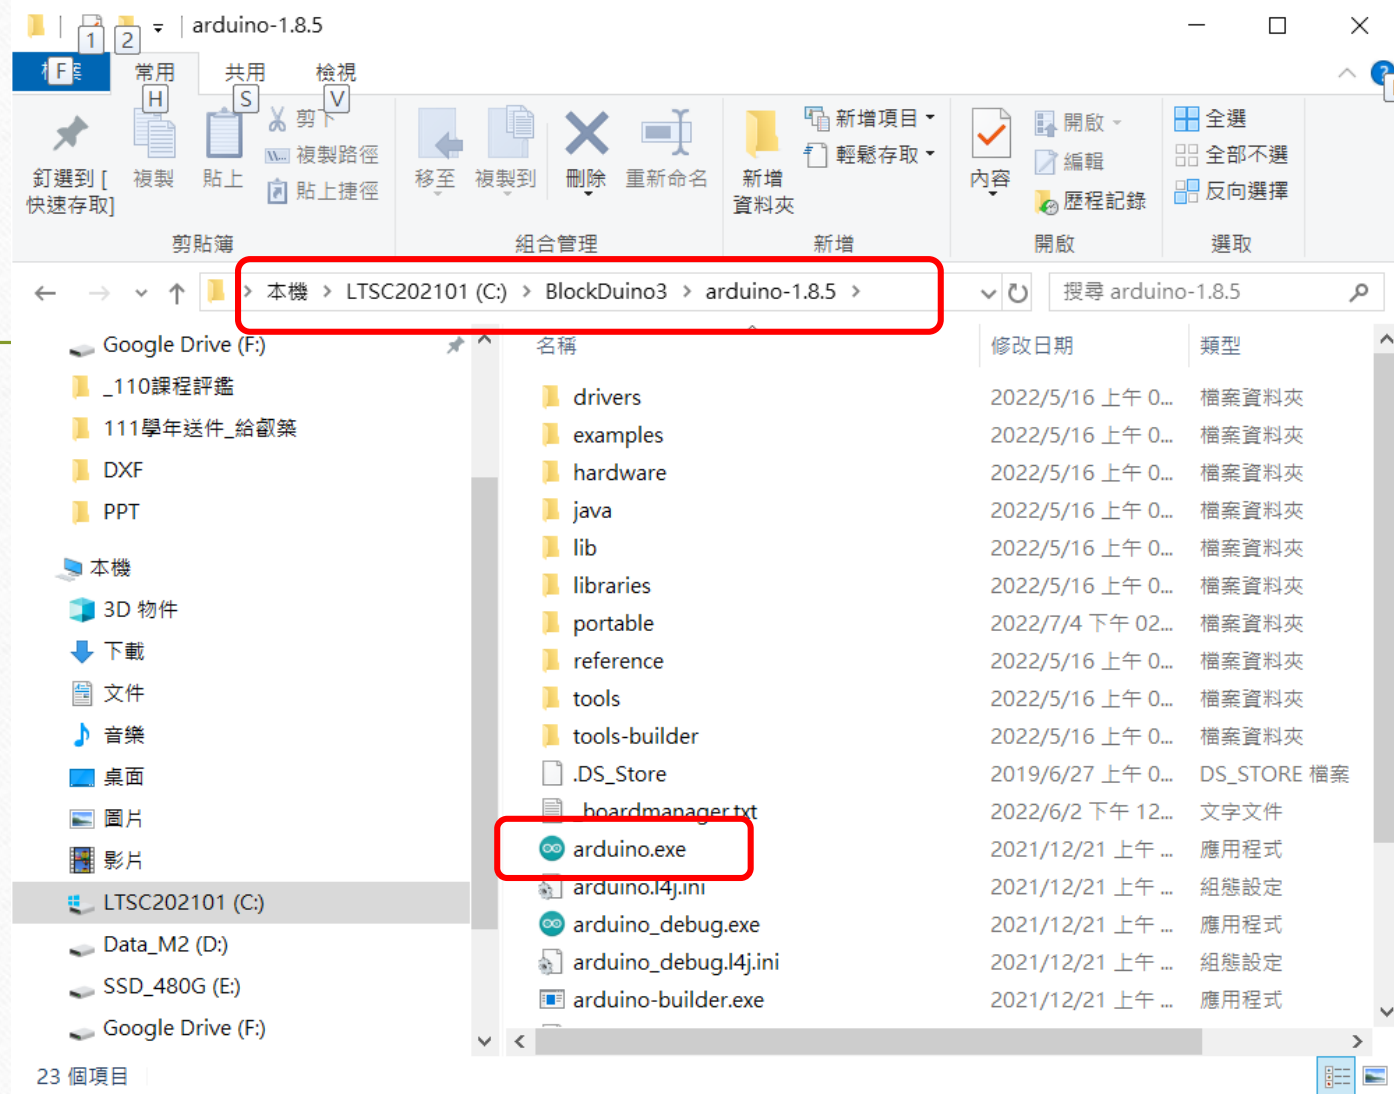 1 2 arduino-1.8.5
F 常用 共用 檢視
H S V
剪下 新增項目 開啟 全選
複製路徑 輕鬆存取 編輯 全部不選
釘選到 [ 複製 貼上 貼上捷徑 移至 複製到 刪除 重新命名 新增 內容 歷程記錄 反向選擇
快速存取] 資料夾
剪貼簿 組合管理 新增 開啟 選取
本機 > LTSC202101 (C:) > BlockDuino3 > arduino-1.8.5 > 搜尋 arduino-1.8.5
Google Drive (F:)
_110課程評鑑
111學年送件_給叡築
DXF
PPT
本機
3D 物件
下載
文件
音樂
桌面
圖片
影片
LTSC202101 (C:)
Data_M2 (D:)
SSD_480G (E:)
Google Drive (F:)
名稱 修改日期 類型
drivers 2022/5/16 上午 0... 檔案資料夾
examples 2022/5/16 上午 0... 檔案資料夾
hardware 2022/5/16 上午 0... 檔案資料夾
java 2022/5/16 上午 0... 檔案資料夾
lib 2022/5/16 上午 0... 檔案資料夾
libraries 2022/5/16 上午 0... 檔案資料夾
portable 2022/7/4 下午 02... 檔案資料夾
reference 2022/5/16 上午 0... 檔案資料夾
tools 2022/5/16 上午 0... 檔案資料夾
tools-builder 2022/5/16 上午 0... 檔案資料夾
.DS_Store 2019/6/27 上午 0... DS_STORE 檔案
_boardmanager.txt 2022/6/2 下午 12... 文字文件
arduino.exe 2021/12/21 上午 ... 應用程式
arduino.l4j.ini 2021/12/21 上午 ... 組態設定
arduino_debug.exe 2021/12/21 上午 ... 應用程式
arduino_debug.l4j.ini 2021/12/21 上午 ... 組態設定
arduino-builder.exe 2021/12/21 上午 ... 應用程式
23 個項目